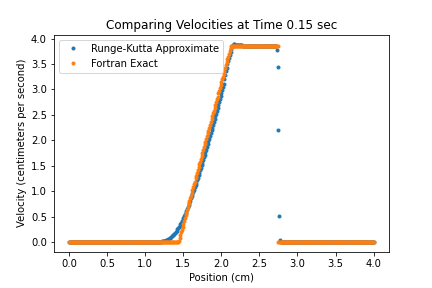 Comparing Velocities at Time 0.15 sec
Runge-Kutta Approximate
Fortran Exact
Velocity (centimeters per second)
4.0
3.5
3.0
2.5
2.0
1.5
1.0
0.5
0.0
0.0 0.5 1.0 1.5 2.0 2.5 3.0 3.5 4.0
Position (cm)